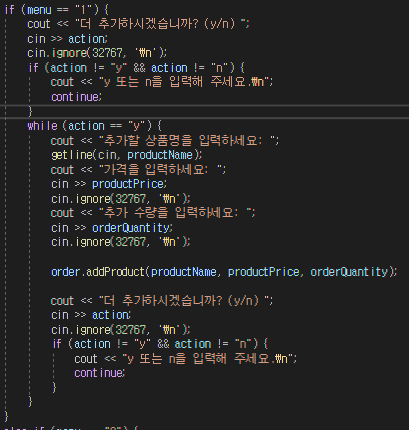 if (menu == "1") {
cout << "더 추가하시겠습니까? (y/n) ";
cin >> action;
cin.ignore(32767, '₩n');
if (action != "y" && action != "n") {
cout << "y 또는 n을 입력해 주세요.₩n";
continue;
}
while (action == "y") {
cout << "추가할 상품명을 입력하세요: ";
getline(cin, productName);
cout << "가격을 입력하세요: ";
cin >> productPrice;
cin.ignore(32767, '₩n');
cout << "추가 수량을 입력하세요: ";
cin >> orderQuantity;
cin.ignore(32767, '₩n');
order.addProduct(productName, productPrice, orderQuantity);
cout << "더 추가하시겠습니까? (y/n) ";
cin >> action;
cin.ignore(32767, '₩n');
if (action != "y" && action != "n") {
cout << "y 또는 n을 입력해 주세요.₩n";
continue;
}
}
}